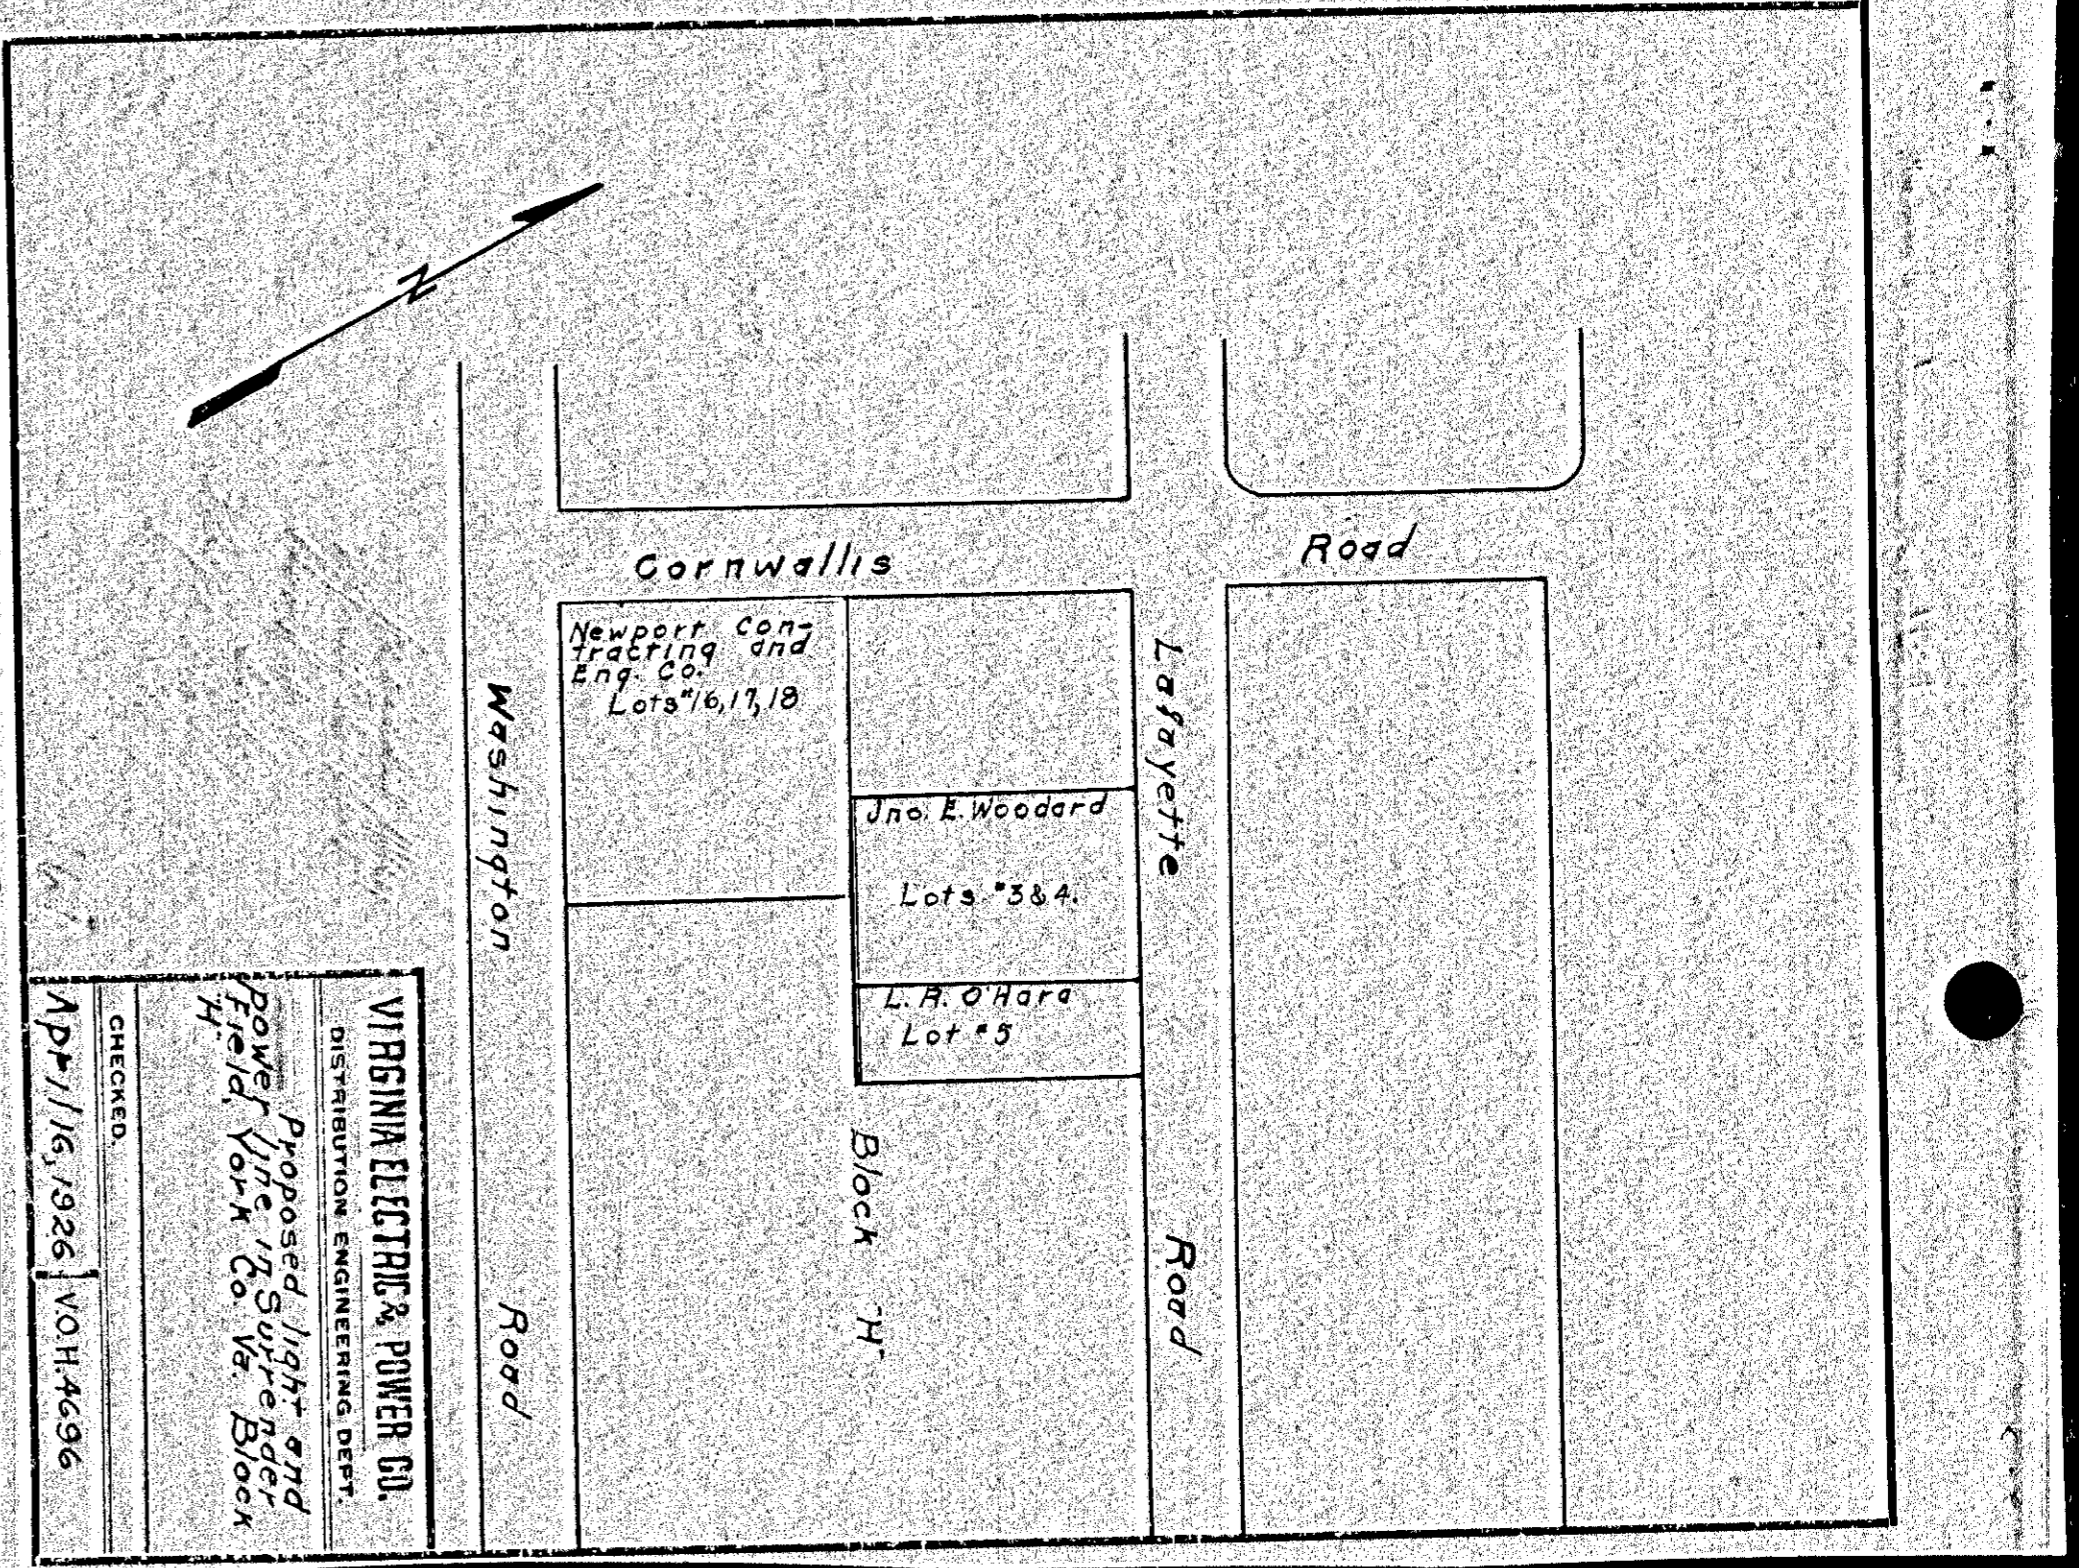 Cornwallis Road
Newport Con-
tracting and
Eng. Co.
Lots #16,17,18
Washington Road
Lafayette Road
Jno. E. Woodard
Lots #3&4.
L. A. O'Hara
Lot #5
Block "H"
N
VIRGINIA ELECTRIC & POWER CO.
DISTRIBUTION ENGINEERING DEPT.
Proposed light and
power line in Surrender
Field, York Co. Va. Block
"H"
CHECKED
April 16, 1926 V.O.H. 4696